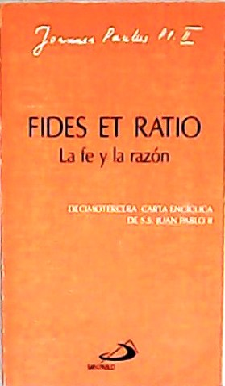 Joannes Paulus PP. II
FIDES ET RATIO
La fe y la razón
DECIMOTERCERA CARTA ENCÍCLICA
DE S.S. JUAN PABLO II
SAN PABLO